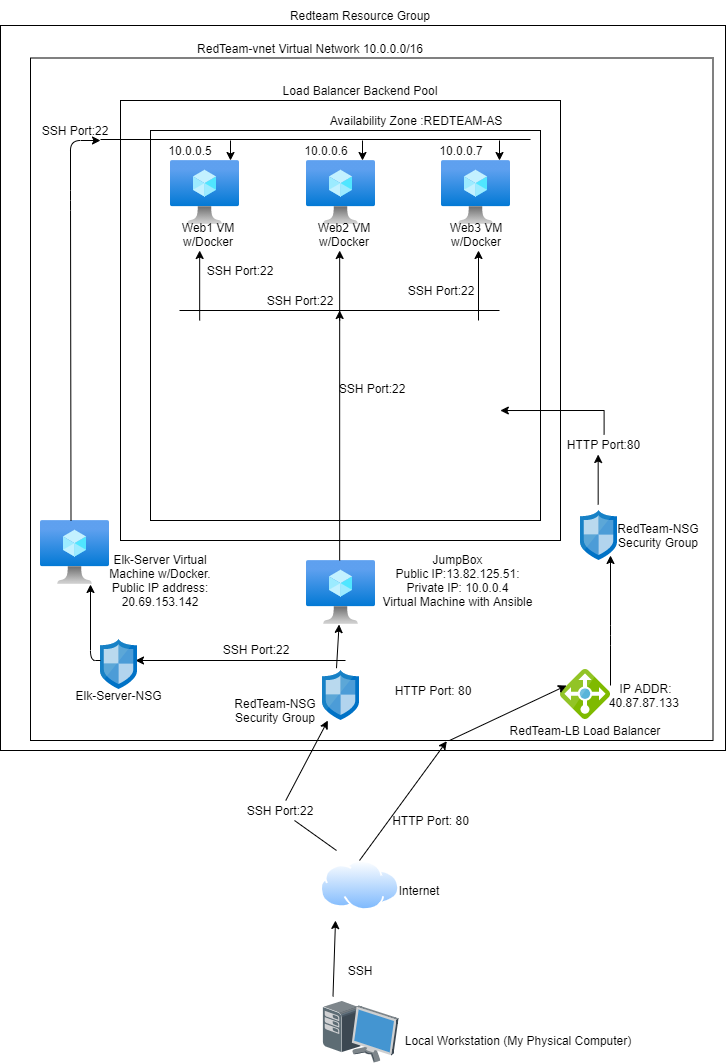 Redteam Resource Group
RedTeam-vnet Virtual Network 10.0.0.0/16
Load Balancer Backend Pool
Availability Zone :REDTEAM-AS
SSH Port:22
10.0.0.5
10.0.0.6
10.0.0.7
Web1 VM
w/Docker
Web2 VM
w/Docker
Web3 VM
w/Docker
SSH Port:22
SSH Port:22
SSH Port:22
SSH Port:22
HTTP Port:80
RedTeam-NSG
Security Group
Elk-Server Virtual
Machine w/Docker.
Public IP address:
20.69.153.142
JumpBox
Public IP:13.82.125.51:
Private IP: 10.0.0.4
Virtual Machine with Ansible
SSH Port:22
Elk-Server-NSG
RedTeam-NSG
Security Group
HTTP Port: 80
IP ADDR:
40.87.87.133
RedTeam-LB Load Balancer
SSH Port:22
HTTP Port: 80
Internet
SSH
Local Workstation (My Physical Computer)